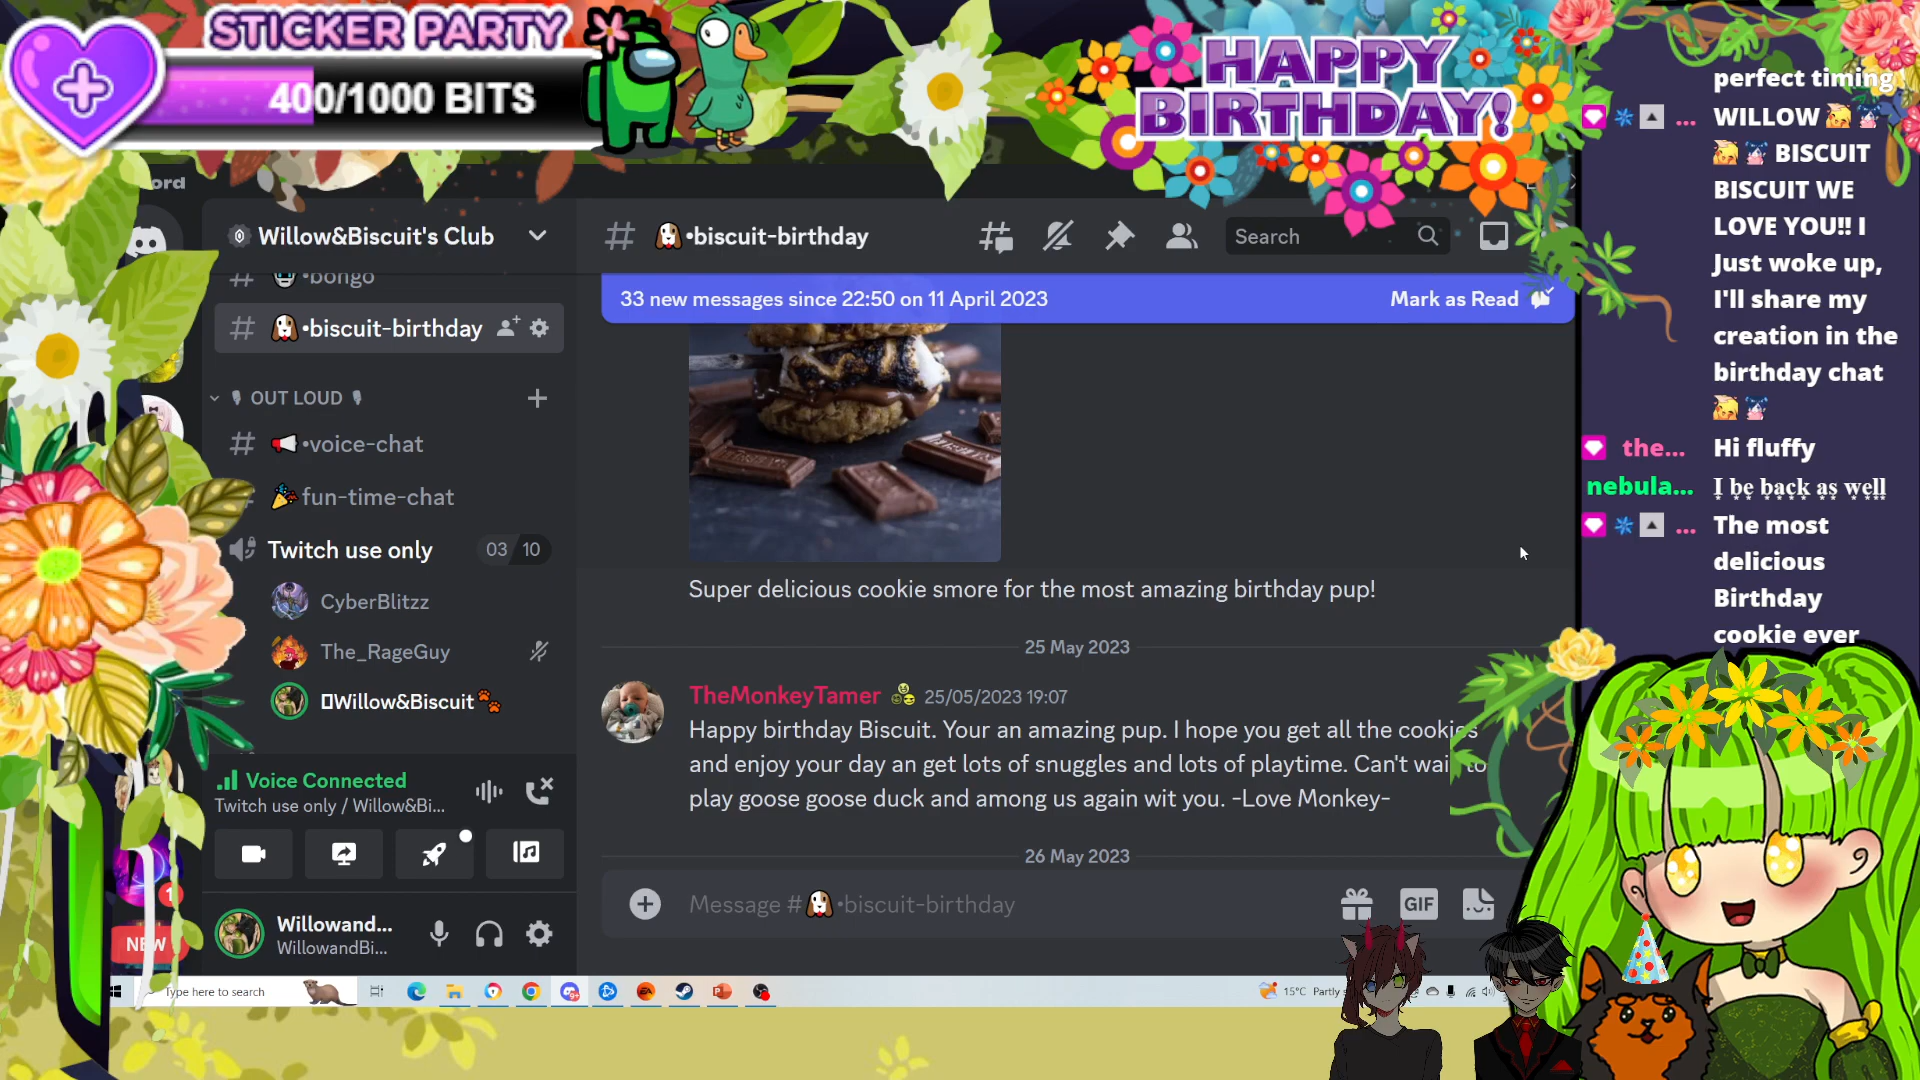 STICKER PARTY
400/1000 BITS
HAPPY
BIRTHDAY!
ord
Willow&Biscuit's Club
•bongo
•biscuit-birthday
OUT LOUD
•voice-chat
fun-time-chat
Twitch use only 03 10
CyberBlitzz
The_RageGuy
Willow&Biscuit
Voice Connected
Twitch use only / Willow&Bi...
Willowand...
WillowandBi...
NEW
1
•biscuit-birthday
Search
33 new messages since 22:50 on 11 April 2023 Mark as Read
Super delicious cookie smore for the most amazing birthday pup!
25 May 2023
TheMonkeyTamer 25/05/2023 19:07
Happy birthday Biscuit. Your an amazing pup. I hope you get all the cookies
and enjoy your day an get lots of snuggles and lots of playtime. Can't wait to
play goose goose duck and among us again wit you. -Love Monkey-
26 May 2023
Message # •biscuit-birthday
GIF
Type here to search
15°C Partly
perfect timing
... WILLOW
BISCUIT
BISCUIT WE
LOVE YOU!! I
Just woke up,
I'll share my
creation in the
birthday chat
the... Hi fluffy
nebula... I be back as well
... The most
delicious
Birthday
cookie ever